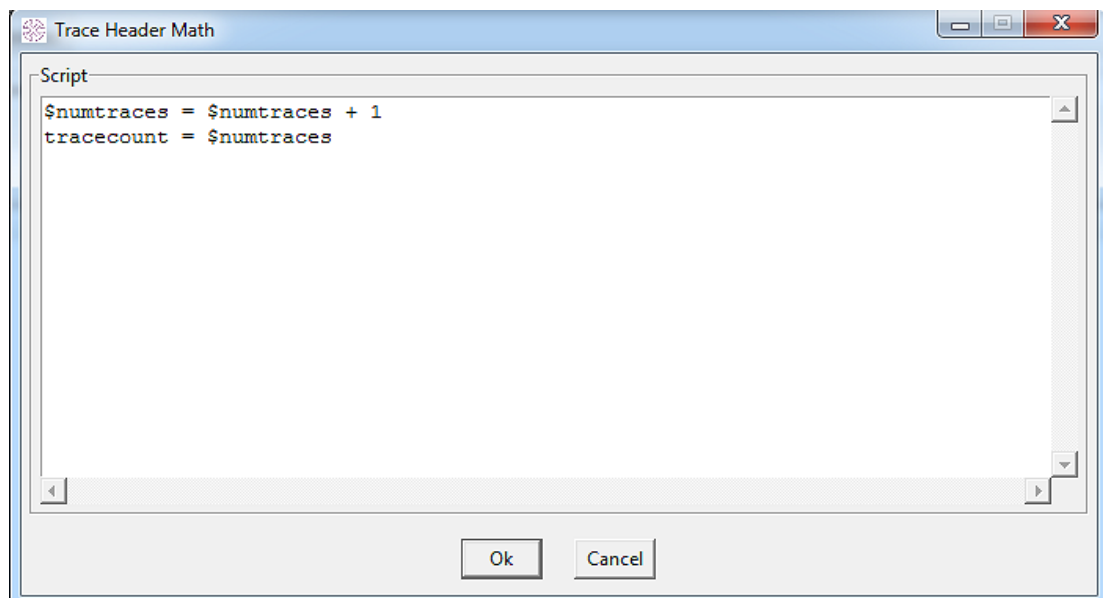 Trace Header Math
Script
$numtraces = $numtraces + 1
tracecount = $numtraces
Ok
Cancel